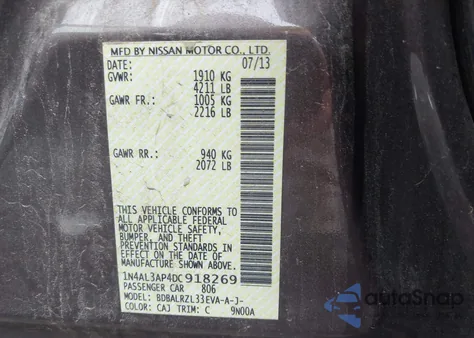 MFD BY NISSAN MOTOR CO., LTD.
DATE: 07/13
GVWR: 1910 KG
4211 LB
GAWR FR.: 1005 KG
2216 LB
GAWR RR.: 940 KG
2072 LB
THIS VEHICLE CONFORMS TO
ALL APPLICABLE FEDERAL
MOTOR VEHICLE SAFETY,
BUMPER, AND THEFT
PREVENTION STANDARDS IN
EFFECT ON THE DATE OF
MANUFACTURE SHOWN ABOVE.
1N4AL3AP4DC918269
PASSENGER CAR 806
MODEL: BDBALRZL33EVA-A-J-
COLOR: CAJ TRIM: C 9N00A
autoSnap